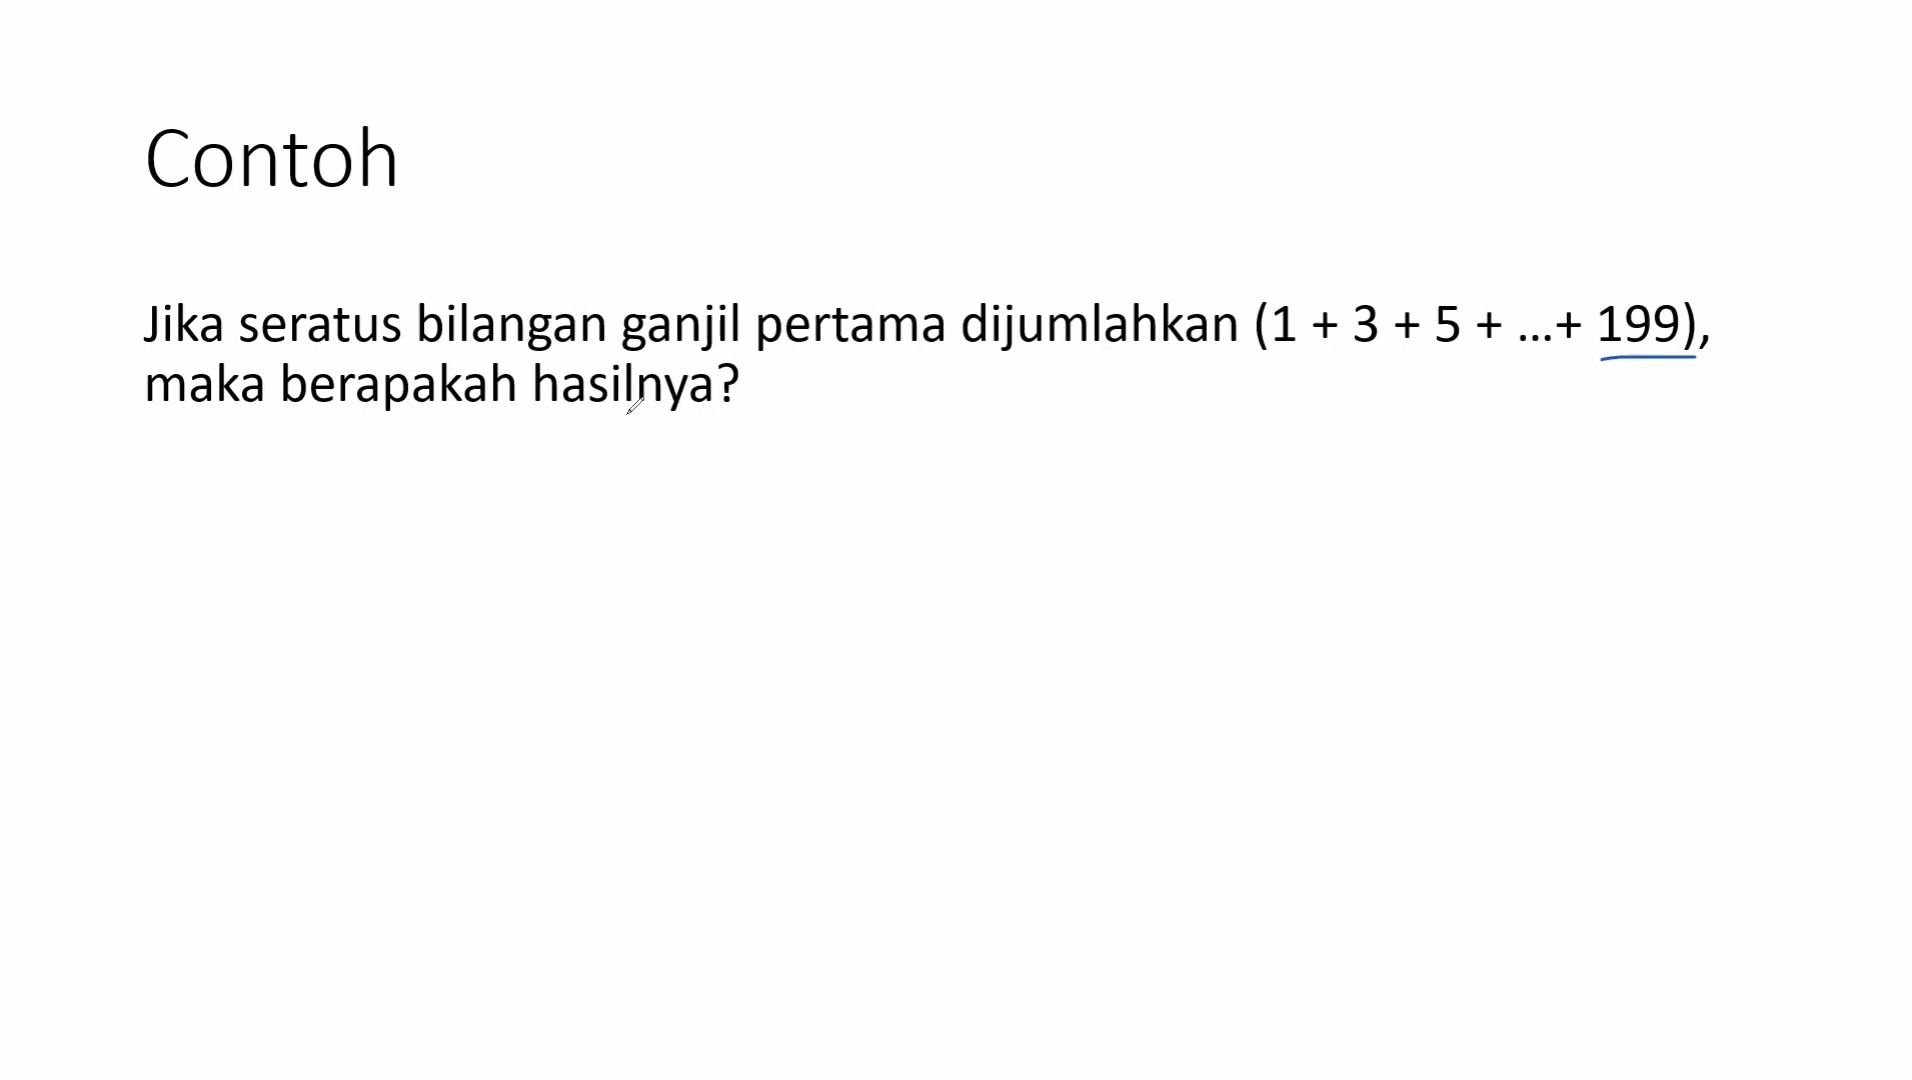 Contoh
Jika seratus bilangan ganjil pertama dijumlahkan (1 + 3 + 5 + ...+ 199),
maka berapakah hasilnya?